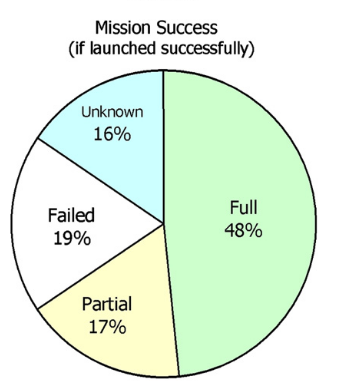 Mission Success
(if launched successfully)
Unknown
16%
Full
48%
Failed
19%
Partial
17%